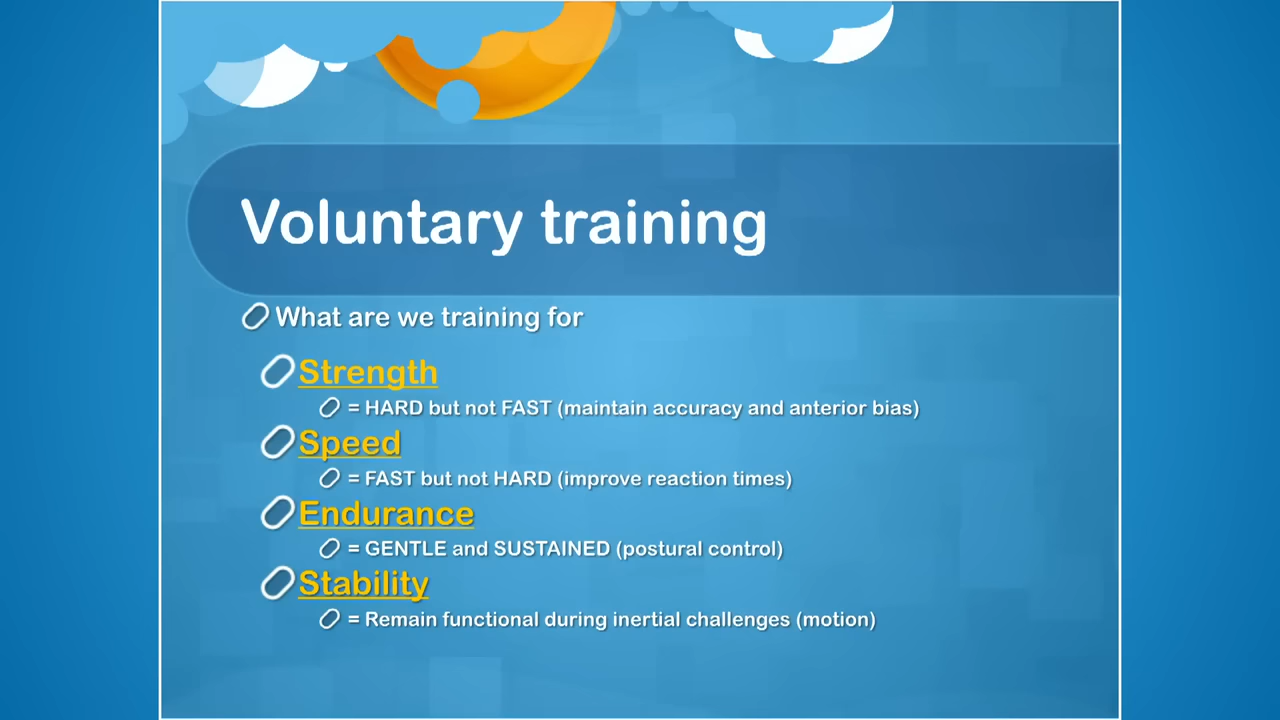 Voluntary training
What are we training for
Strength
= HARD but not FAST (maintain accuracy and anterior bias)
Speed
= FAST but not HARD (improve reaction times)
Endurance
= GENTLE and SUSTAINED (postural control)
Stability
= Remain functional during inertial challenges (motion)